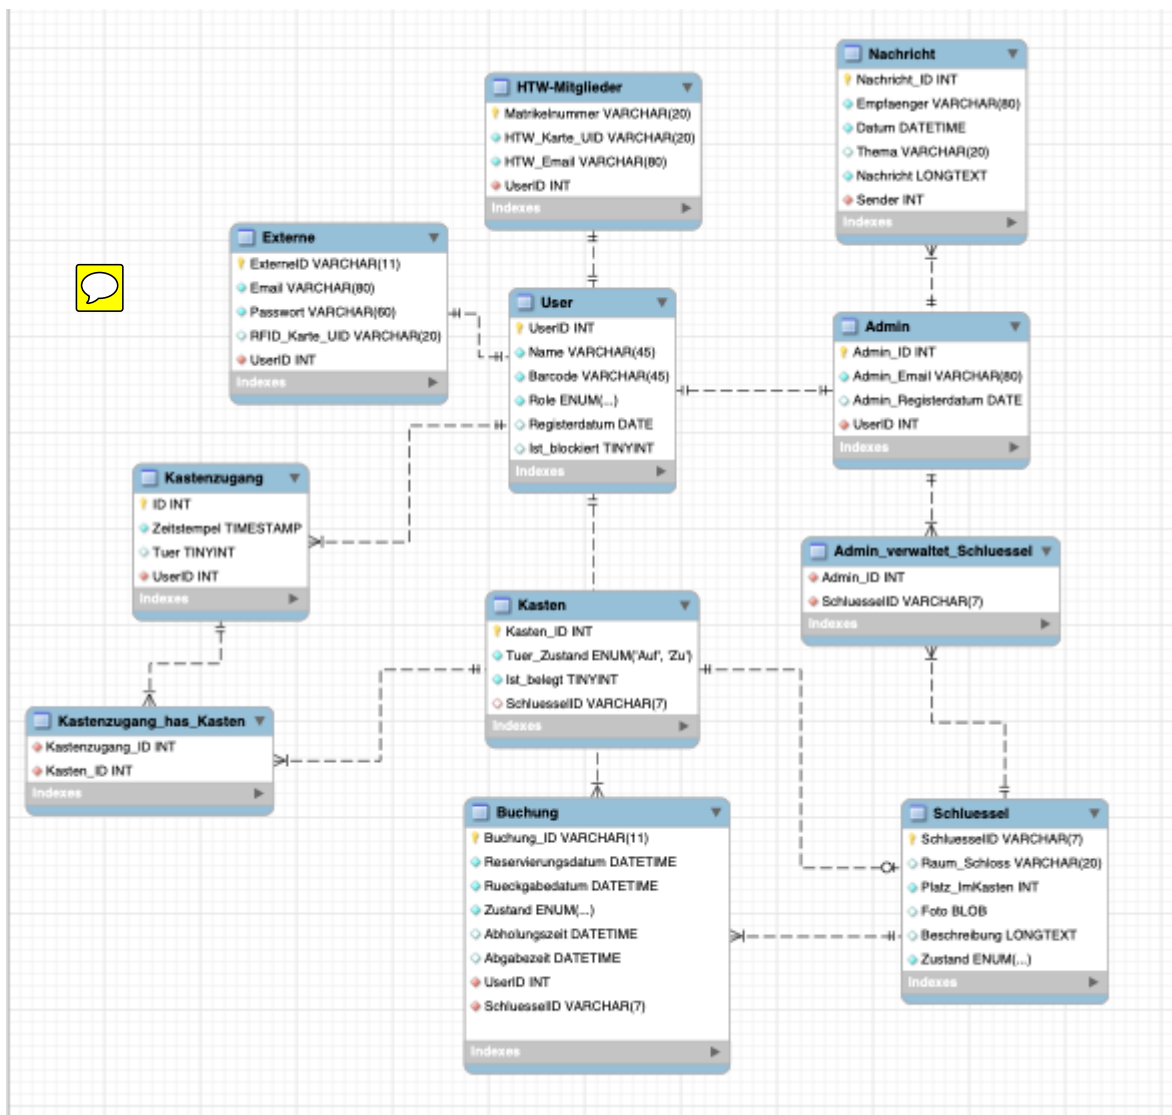 Nachricht
Nachricht_ID INT
Empfaenger VARCHAR(80)
Datum DATETIME
Thema VARCHAR(20)
Nachricht LONGTEXT
Sender INT
Indexes
HTW-Mitglieder
Matrikelnummer VARCHAR(20)
HTW_Karte_UID VARCHAR(20)
HTW_Email VARCHAR(80)
UserID INT
Indexes
Externe
ExterneID VARCHAR(11)
Email VARCHAR(80)
Passwort VARCHAR(60)
RFID_Karte_UID VARCHAR(20)
UserID INT
Indexes
User
UserID INT
Name VARCHAR(45)
Barcode VARCHAR(45)
Role ENUM(...)
Registerdatum DATE
Ist_blockiert TINYINT
Indexes
Admin
Admin_ID INT
Admin_Email VARCHAR(80)
Admin_Registerdatum DATE
UserID INT
Indexes
Kastenzugang
ID INT
Zeitstempel TIMESTAMP
Tuer TINYINT
UserID INT
Indexes
Admin_verwaltet_Schluessel
Admin_ID INT
SchluesselID VARCHAR(7)
Indexes
Kasten
Kasten_ID INT
Tuer_Zustand ENUM('Auf', 'Zu')
Ist_belegt TINYINT
SchluesselID VARCHAR(7)
Indexes
Kastenzugang_has_Kasten
Kastenzugang_ID INT
Kasten_ID INT
Indexes
Buchung
Buchung_ID VARCHAR(11)
Reservierungsdatum DATETIME
Rueckgabedatum DATETIME
Zustand ENUM(...)
Abholungszeit DATETIME
Abgabezeit DATETIME
UserID INT
SchluesselID VARCHAR(7)
Indexes
Schluessel
SchluesselID VARCHAR(7)
Raum_Schloss VARCHAR(20)
Platz_ImKasten INT
Foto BLOB
Beschreibung LONGTEXT
Zustand ENUM(...)
Indexes